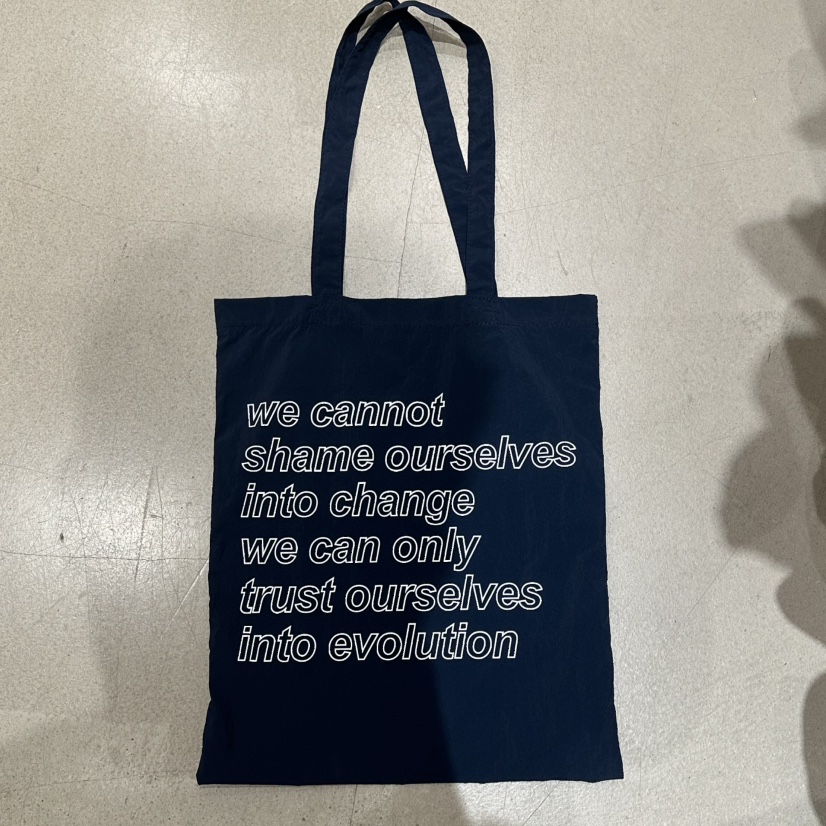 we cannot
shame ourselves
into change
we can only
trust ourselves
into evolution